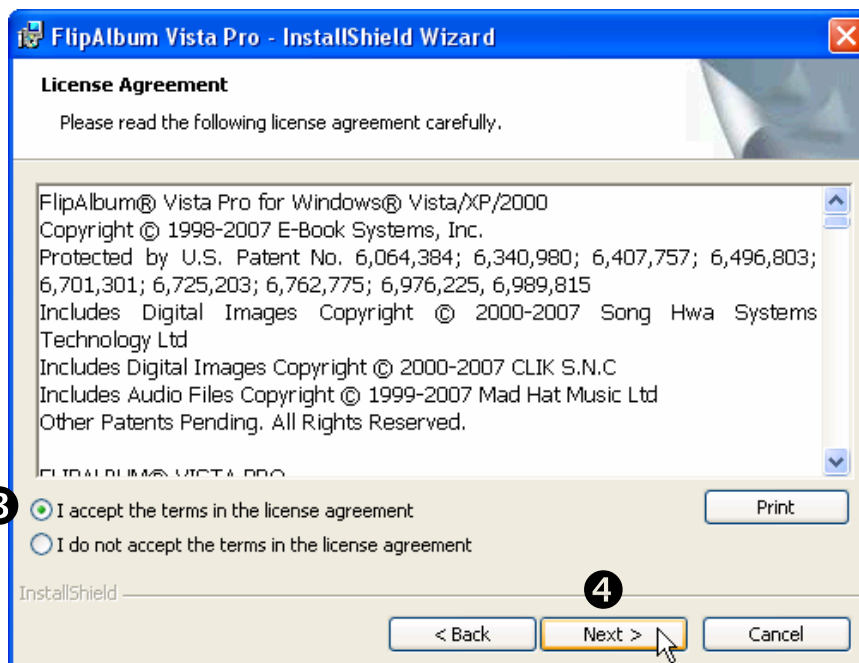 FlipAlbum Vista Pro - InstallShield Wizard
License Agreement
Please read the following license agreement carefully.
FlipAlbum® Vista Pro for Windows® Vista/XP/2000
Copyright © 1998-2007 E-Book Systems, Inc.
Protected by U.S. Patent No. 6,064,384; 6,340,980; 6,407,757; 6,496,803;
6,701,301; 6,725,203; 6,762,775; 6,976,225, 6,989,815
Includes Digital Images Copyright © 2000-2007 Song Hwa Systems
Technology Ltd
Includes Digital Images Copyright © 2000-2007 CLIK S.N.C
Includes Audio Files Copyright © 1999-2007 Mad Hat Music Ltd
Other Patents Pending. All Rights Reserved.
FLIPALBUM® VISTA PRO
3 I accept the terms in the license agreement
Print
I do not accept the terms in the license agreement
InstallShield
4
< Back Next > Cancel